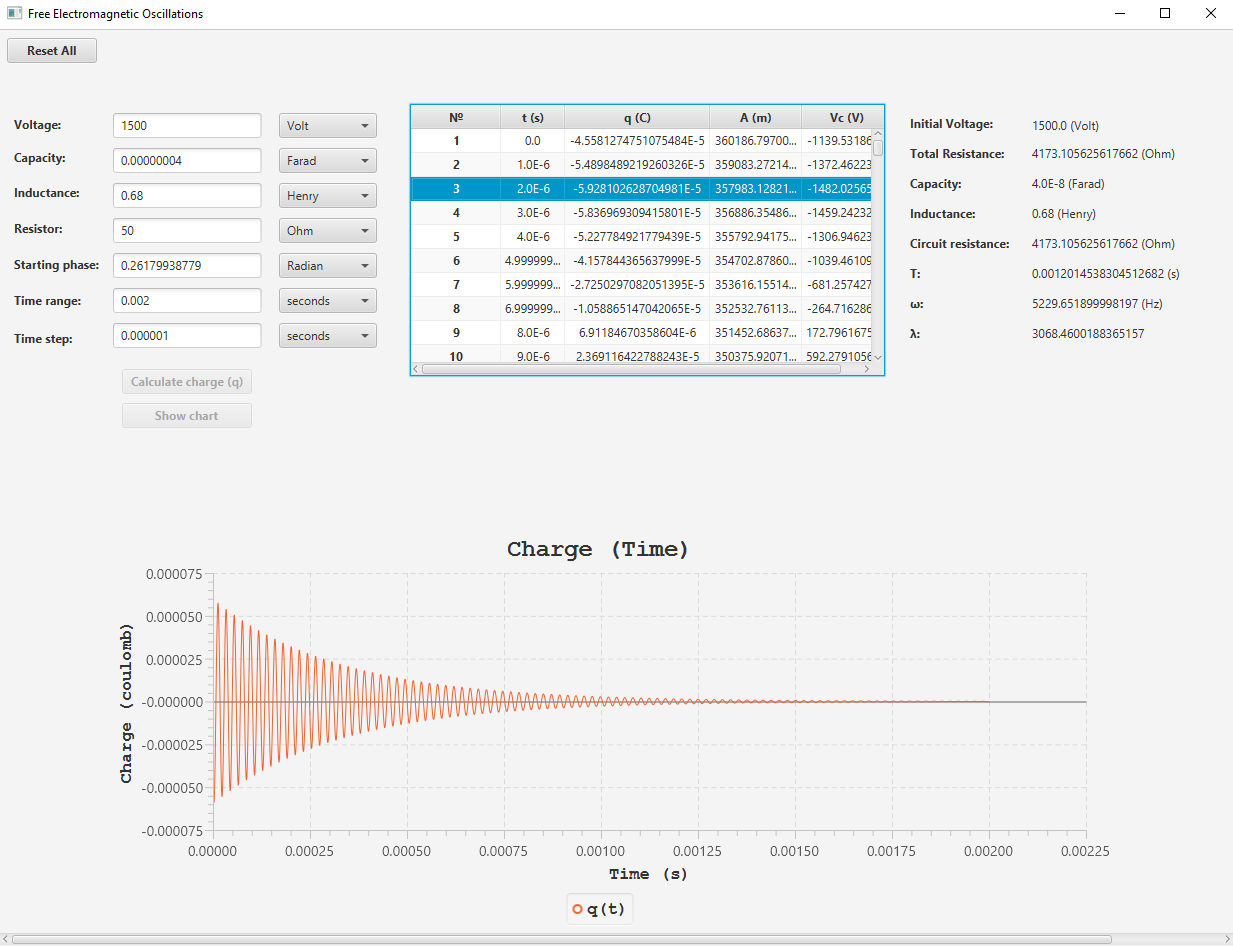 Free Electromagnetic Oscillations
Reset All
Voltage: 1500 Volt
Capacity: 0.00000004 Farad
Inductance: 0.68 Henry
Resistor: 50 Ohm
Starting phase: 0.26179938779 Radian
Time range: 0.002 seconds
Time step: 0.000001 seconds
Calculate charge (q)
Show chart
№ t (s) q (C) A (m) Vc (V)
1 0.0 -4.5581274751075484E-5 360186.79700... -1139.53186
2 1.0E-6 -5.4898489219260326E-5 359083.27214... -1372.46223
3 2.0E-6 -5.928102628704981E-5 357983.12821... -1482.02565
4 3.0E-6 -5.836969309415801E-5 356886.35486... -1459.24232
5 4.0E-6 -5.227784921779439E-5 355792.94175... -1306.94623
6 4.999999... -4.157844365637999E-5 354702.87860... -1039.46109
7 5.999999... -2.7250297082051395E-5 353616.15514... -681.257427
8 6.999999... -1.058865147042065E-5 352532.76113... -264.716286
9 8.0E-6 6.91184670358604E-6 351452.68637... 172.7961675
10 9.0E-6 2.369116422788243E-5 350375.92071... 592.2791056
Initial Voltage: 1500.0 (Volt)
Total Resistance: 4173.105625617662 (Ohm)
Capacity: 4.0E-8 (Farad)
Inductance: 0.68 (Henry)
Circuit resistance: 4173.105625617662 (Ohm)
T: 0.0012014538304512682 (s)
ω: 5229.651899998197 (Hz)
λ: 3068.4600188365157
Charge (Time)
Charge (coulomb)
0.000075
0.000050
0.000025
-0.000000
-0.000025
-0.000050
-0.000075
0.00000 0.00025 0.00050 0.00075 0.00100 0.00125 0.00150 0.00175 0.00200 0.00225
Time (s)
q(t)